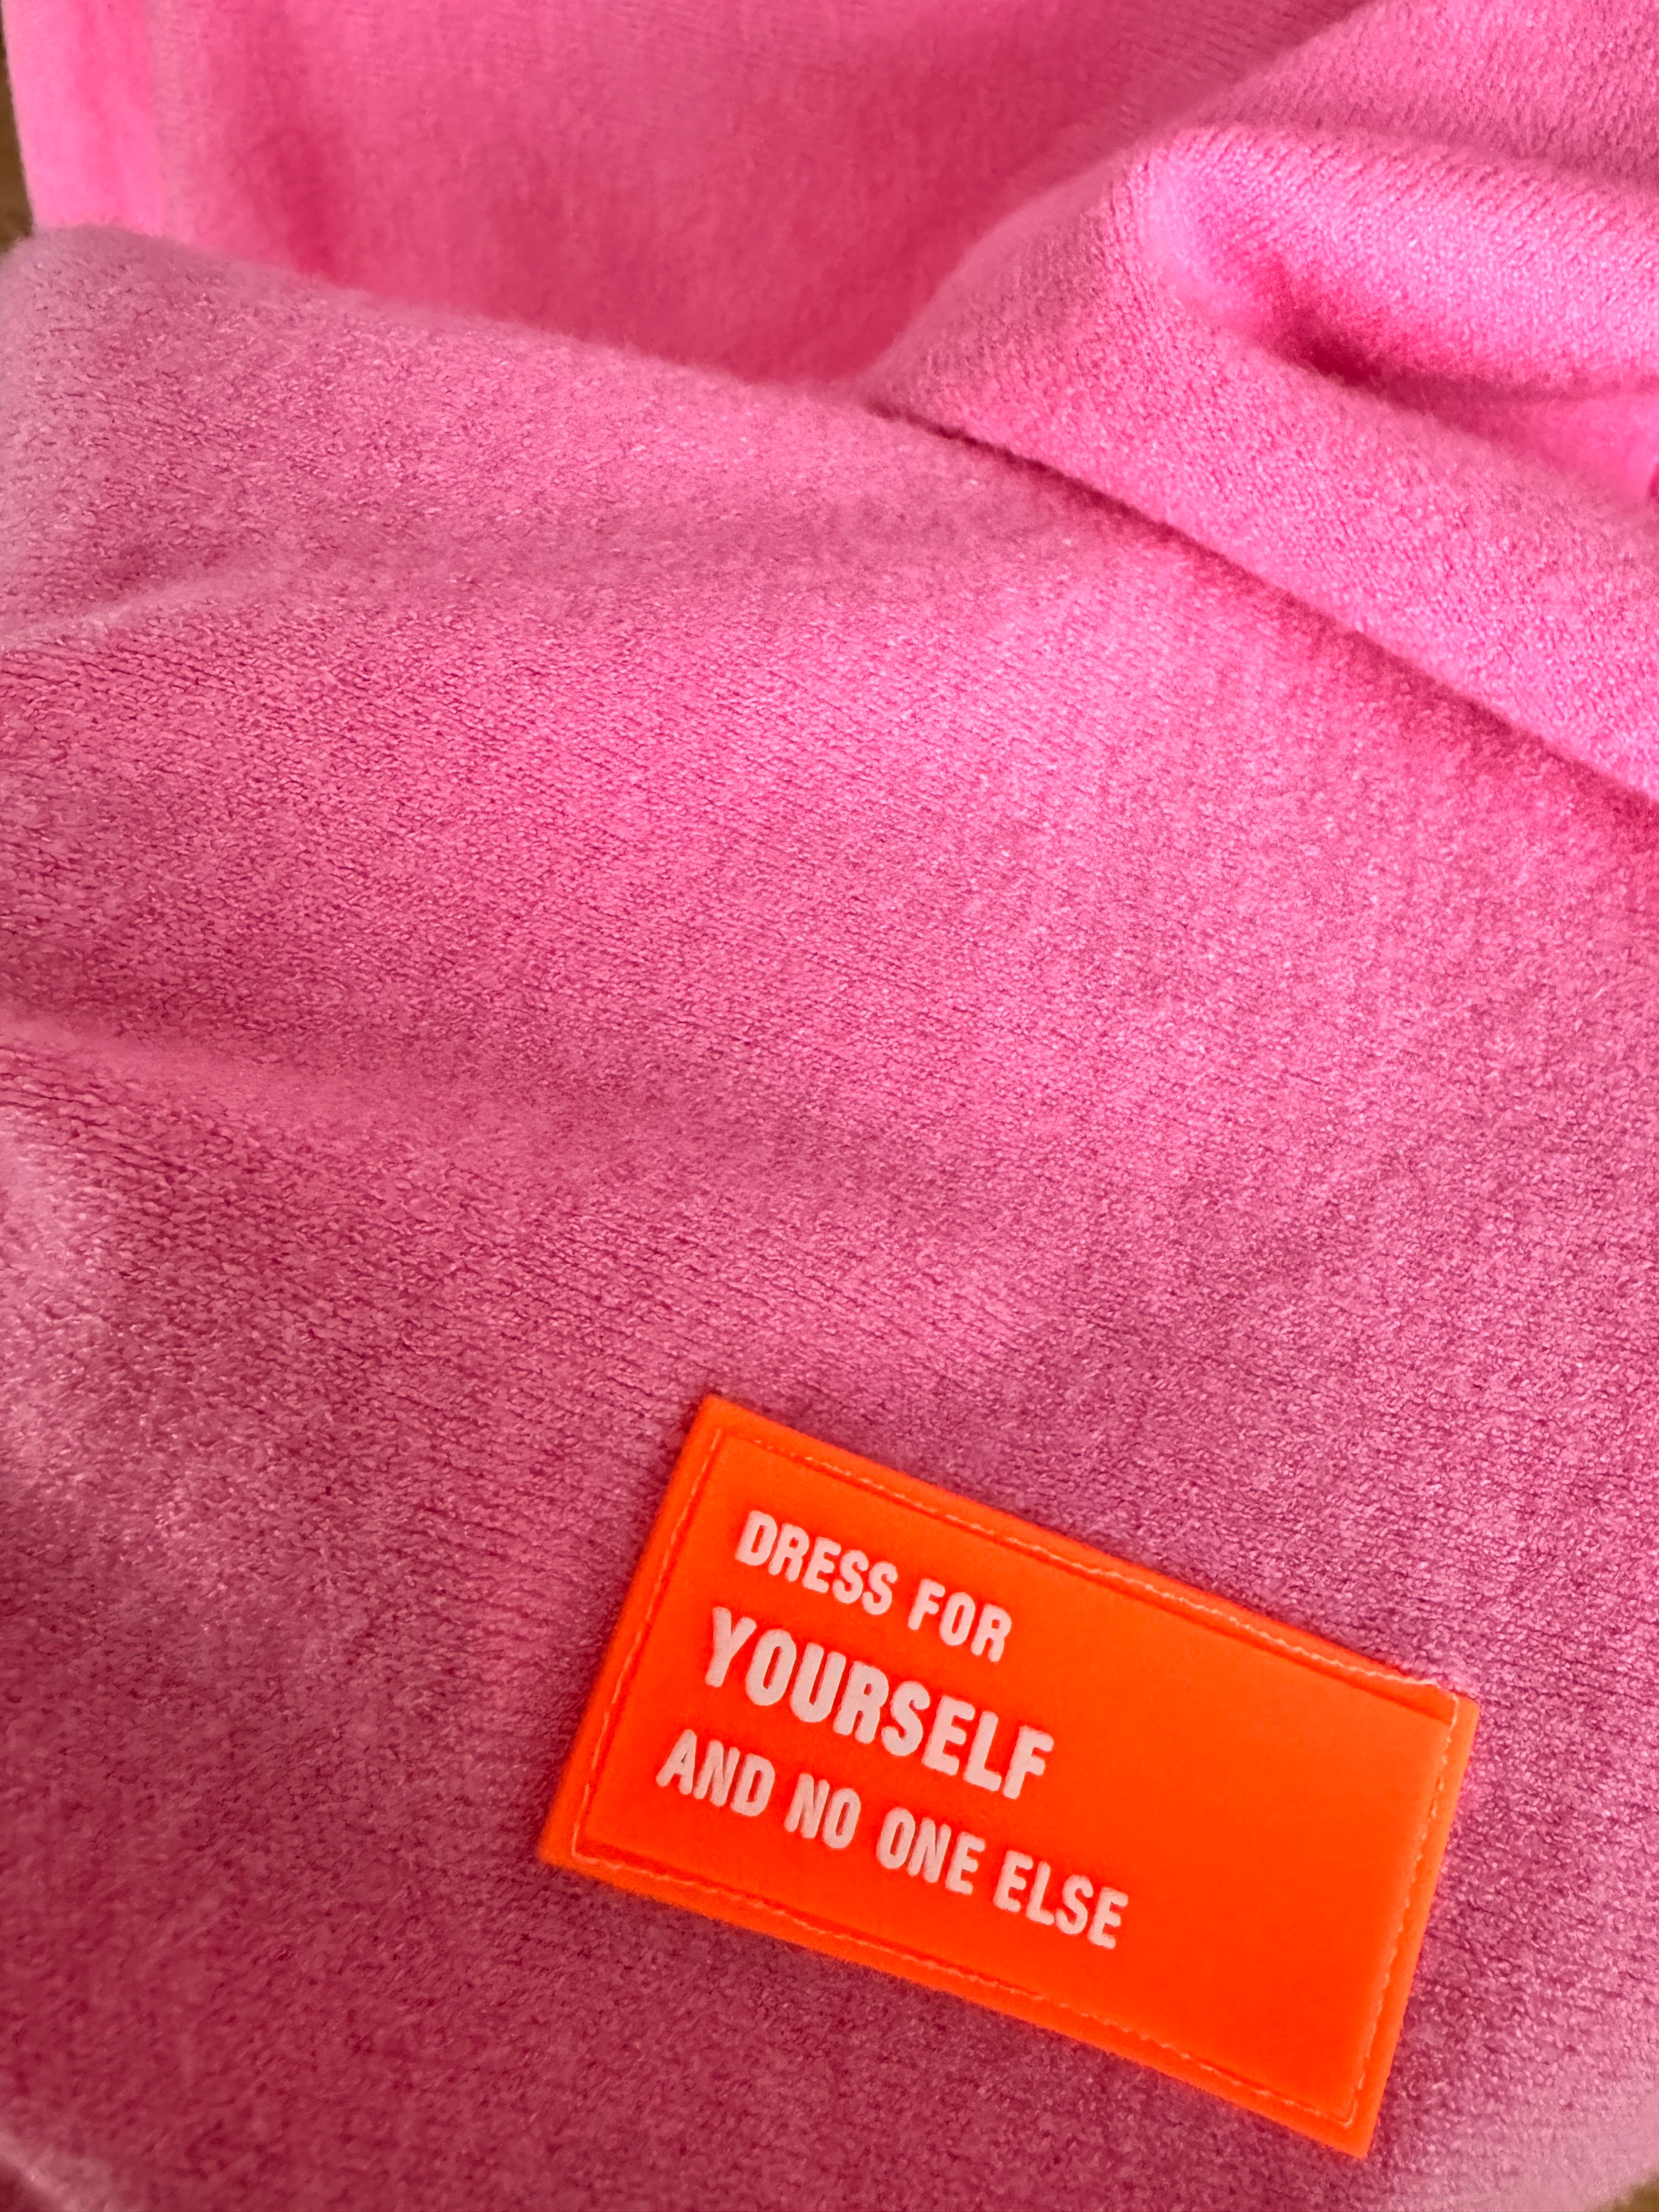 DRESS FOR
YOURSELF
AND NO ONE ELSE